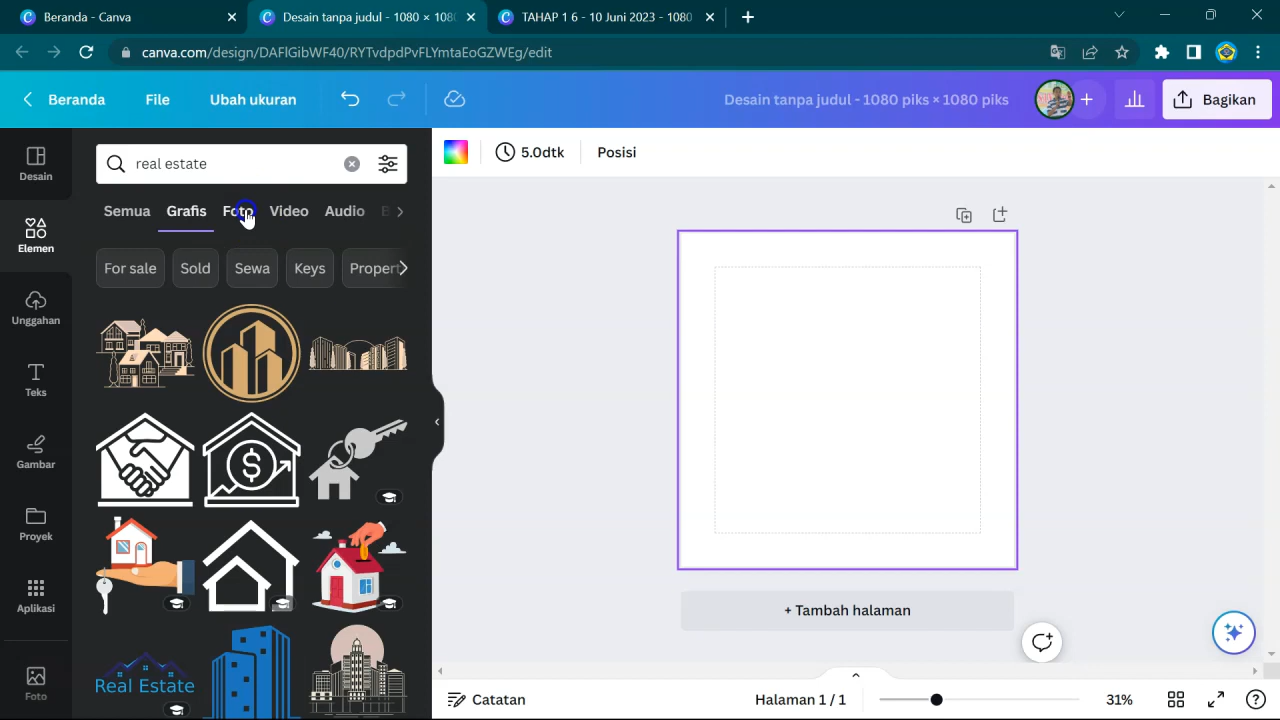 Beranda - Canva
Desain tanpa judul - 1080 × 108
TAHAP 1 6 - 10 Juni 2023 - 1080
canva.com/design/DAFlGibWF40/RYTvdpdPvFLYmtaEoGZWEg/edit
Beranda
File
Ubah ukuran
Desain tanpa judul - 1080 piks × 1080 piks
Bagikan
Desain
Elemen
Unggahan
Teks
Gambar
Proyek
Aplikasi
Foto
real estate
Semua Grafis Foto Video Audio
For sale Sold Sewa Keys Propert
Real Estate
5.0dtk
Posisi
+ Tambah halaman
Catatan
Halaman 1 / 1
31%